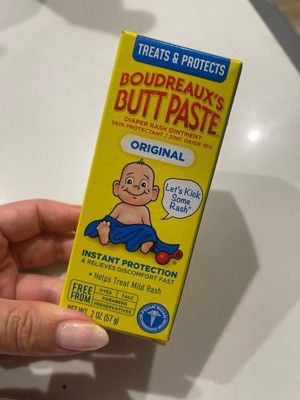 TREATS & PROTECTS
BOUDREAUX'S
BUTT PASTE
DIAPER RASH OINTMENT
SKIN PROTECTANT / ZINC OXIDE 16%
ORIGINAL
Let's Kick
Some
Rash
INSTANT PROTECTION
& RELIEVES DISCOMFORT FAST
• Helps Treat Mild Rash
FREE
FROM
DYES TALC
PARABENS
PRESERVATIVES
NET WT. 2 OZ (57 g)